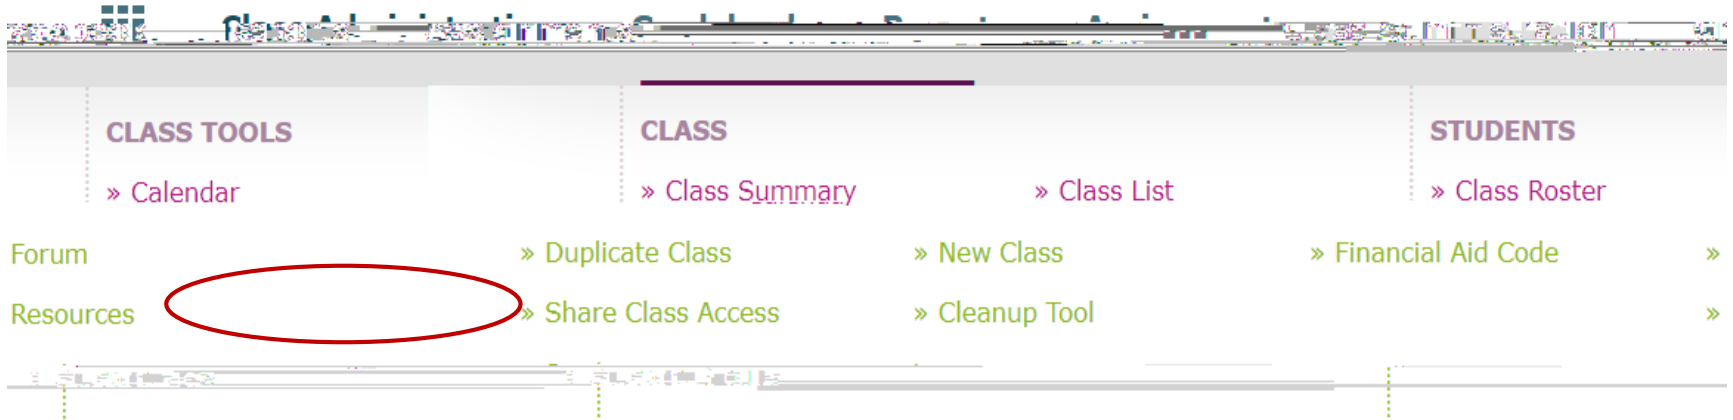 CLASS TOOLS CLASS STUDENTS
» Calendar » Class Summary » Class List » Class Roster
Forum » Duplicate Class » New Class » Financial Aid Code »
Resources » Share Class Access » Cleanup Tool »